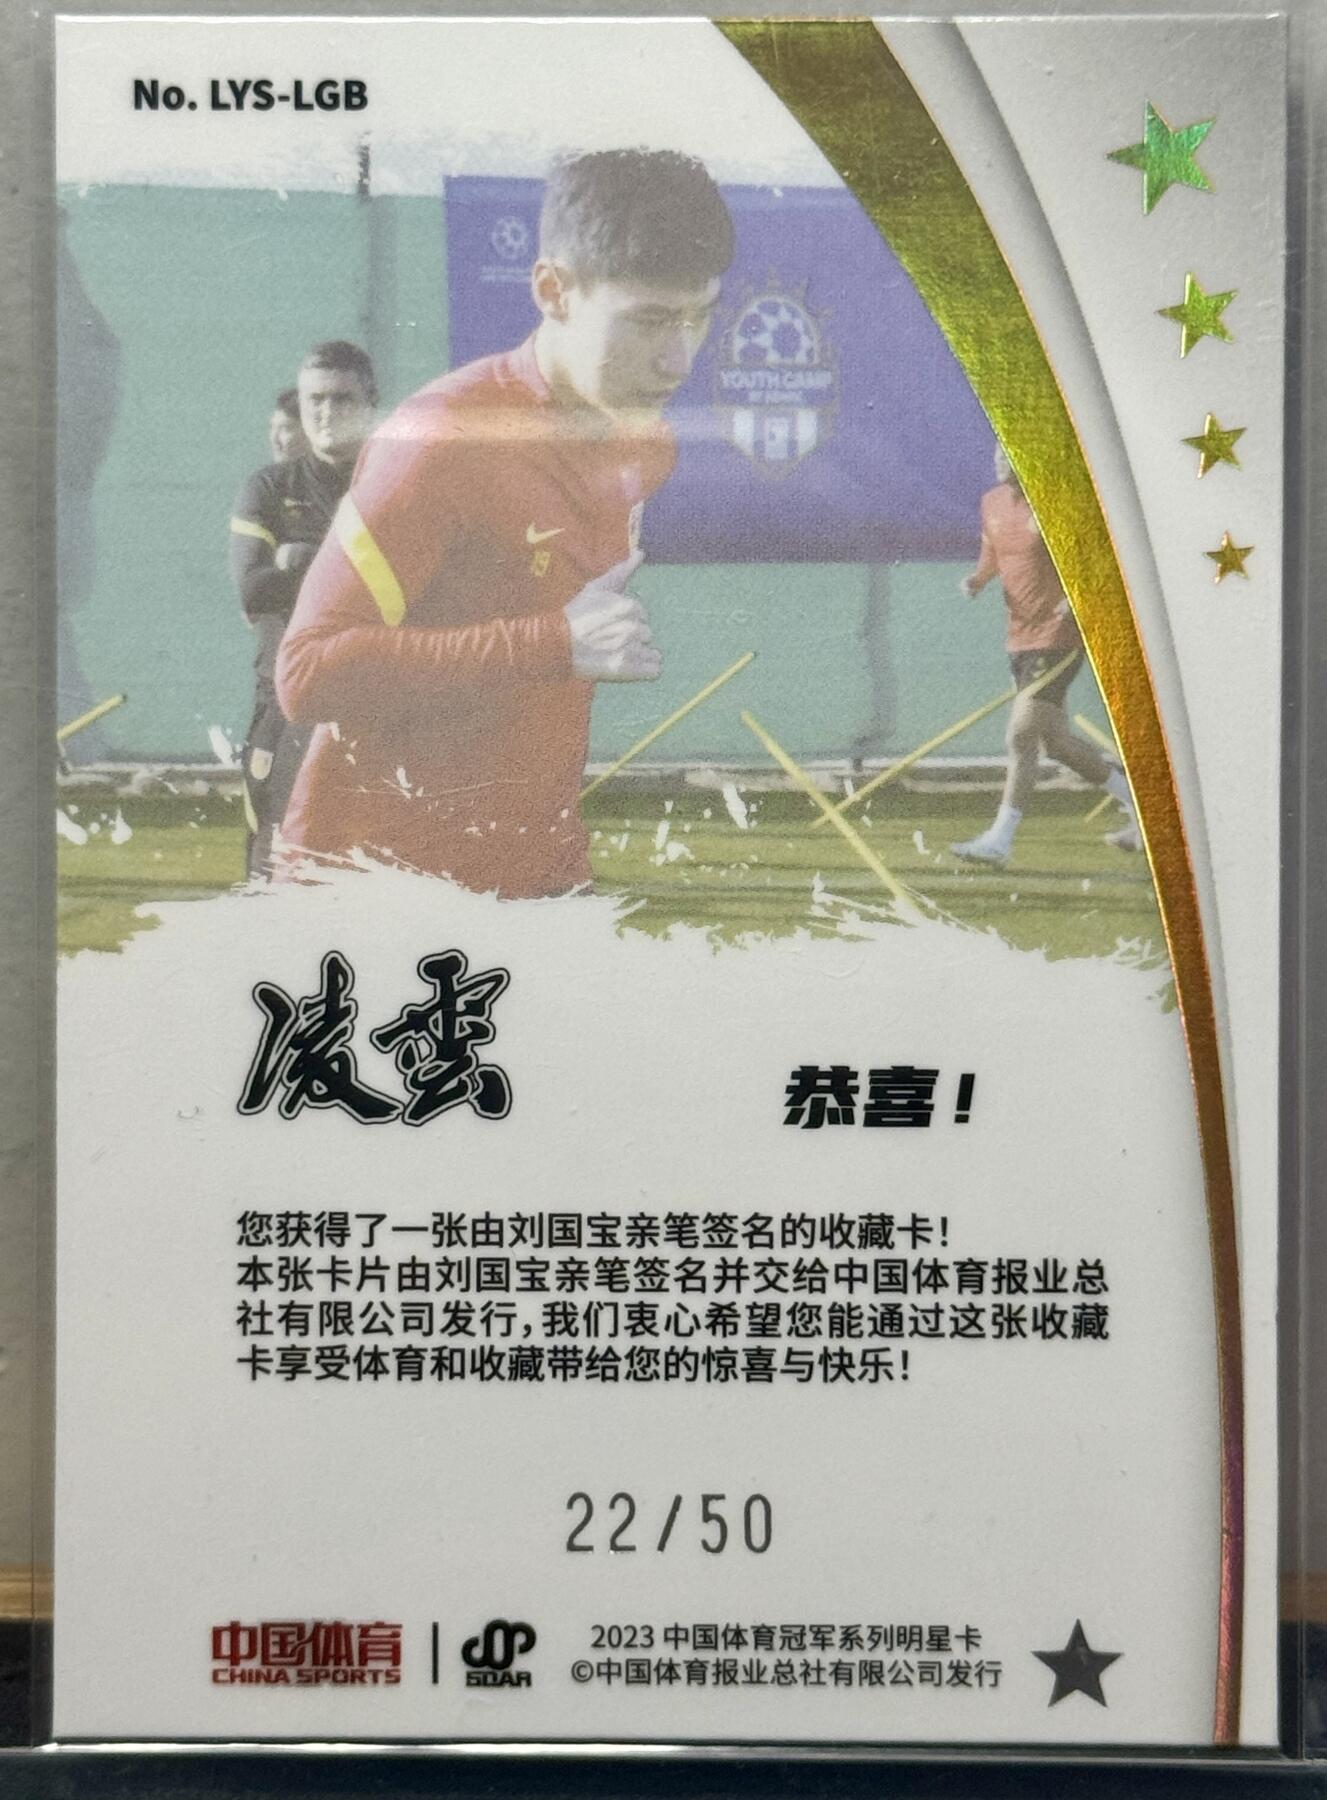 No. LYS-LGB
YOUTH CAMP
19
凌雲
恭喜！
您获得了一张由刘国宝亲笔签名的收藏卡！
本张卡片由刘国宝亲笔签名并交给中国体育报业总
社有限公司发行，我们衷心希望您能通过这张收藏
卡享受体育和收藏带给您的惊喜与快乐！
22/50
中国体育
CHINA SPORTS
SOAR
2023 中国体育冠军系列明星卡
©中国体育报业总社有限公司发行